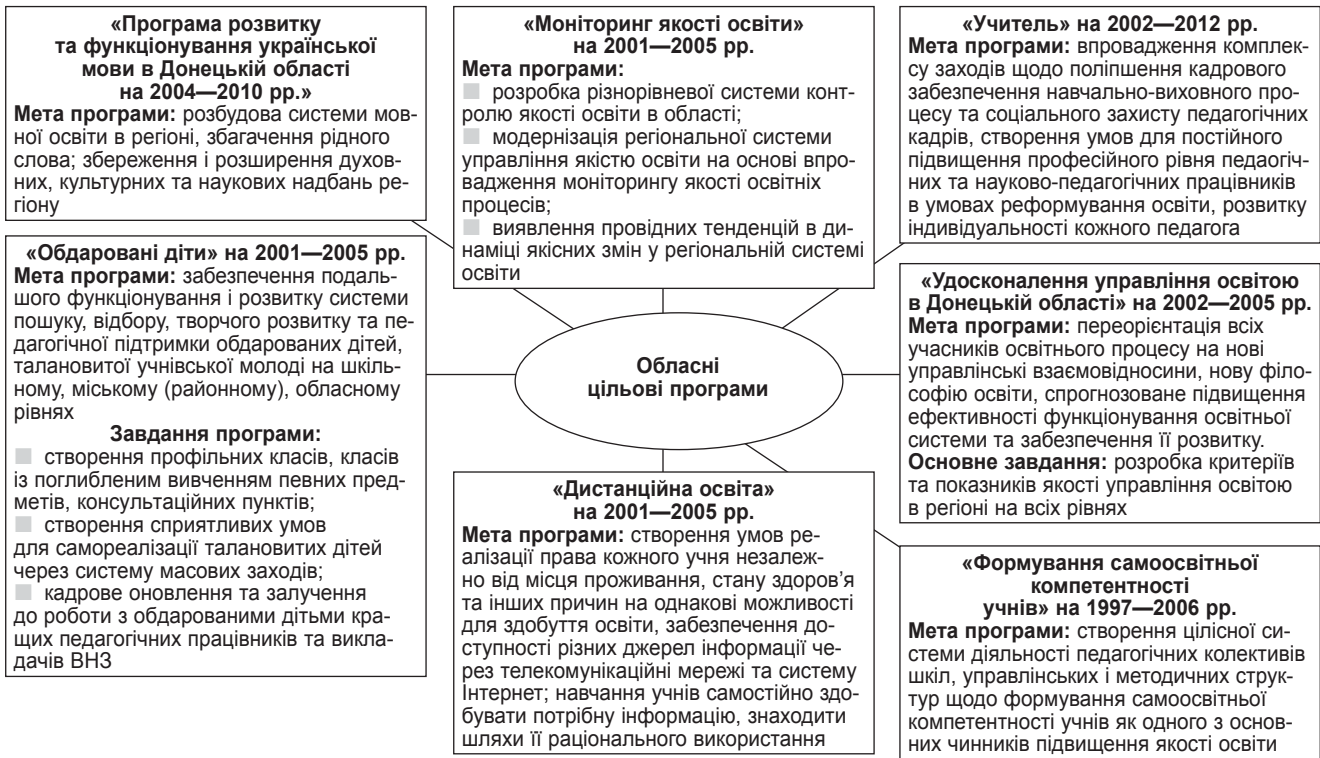 «Програма розвитку
та функціонування української
мови в Донецькій області
на 2004—2010 рр.»
Мета програми: розбудова системи мов-
ної освіти в регіоні, збагачення рідного
слова; збереження і розширення духов-
них, культурних та наукових надбань ре-
гіону
«Моніторинг якості освіти»
на 2001—2005 рр.
Мета програми:
розробка різнорівневої системи конт-
ролю якості освіти в області;
модернізація регіональної системи
управління якістю освіти на основі впро-
вадження моніторингу якості освітніх
процесів;
виявлення провідних тенденцій в ди-
наміці якісних змін у регіональній системі
освіти
«Учитель» на 2002—2012 рр.
Мета програми: впровадження комплек-
су заходів щодо поліпшення кадрового
забезпечення навчально-виховного про-
цесу та соціального захисту педагогічних
кадрів, створення умов для постійного
підвищення професійного рівня педаогіч-
них та науково-педагогічних працівників
в умовах реформування освіти, розвитку
індивідуальності кожного педагога
«Обдаровані діти» на 2001—2005 рр.
Мета програми: забезпечення подаль-
шого функціонування і розвитку системи
пошуку, відбору, творчого розвитку та пе-
дагогічної підтримки обдарованих дітей,
талановитої учнівської молоді на шкіль-
ному, міському (районному), обласному
рівнях
Завдання програми:
створення профільних класів, класів
із поглибленим вивченням певних пред-
метів, консультаційних пунктів;
створення сприятливих умов
для самореалізації талановитих дітей
через систему масових заходів;
кадрове оновлення та залучення
до роботи з обдарованими дітьми кра-
щих педагогічних працівників та викла-
дачів ВНЗ
Обласні
цільові програми
«Удосконалення управління освітою
в Донецькій області» на 2002—2005 рр.
Мета програми: переорієнтація всіх
учасників освітнього процесу на нові
управлінські взаємовідносини, нову філо-
софію освіти, спрогнозоване підвищення
ефективності функціонування освітньої
системи та забезпечення її розвитку.
Основне завдання: розробка критеріїв
та показників якості управління освітою
в регіоні на всіх рівнях
«Дистанційна освіта»
на 2001—2005 рр.
Мета програми: створення умов ре-
алізації права кожного учня незалеж-
но від місця проживання, стану здоров’я
та інших причин на однакові можливості
для здобуття освіти, забезпечення до-
ступності різних джерел інформації че-
рез телекомунікаційні мережі та систему
Інтернет; навчання учнів самостійно здо-
бувати потрібну інформацію, знаходити
шляхи її раціонального використання
«Формування самоосвітньої
компетентності
учнів» на 1997—2006 рр.
Мета програми: створення цілісної си-
стеми діяльності педагогічних колективів
шкіл, управлінських і методичних струк-
тур щодо формування самоосвітньої
компетентності учнів як одного з основ-
них чинників підвищення якості освіти